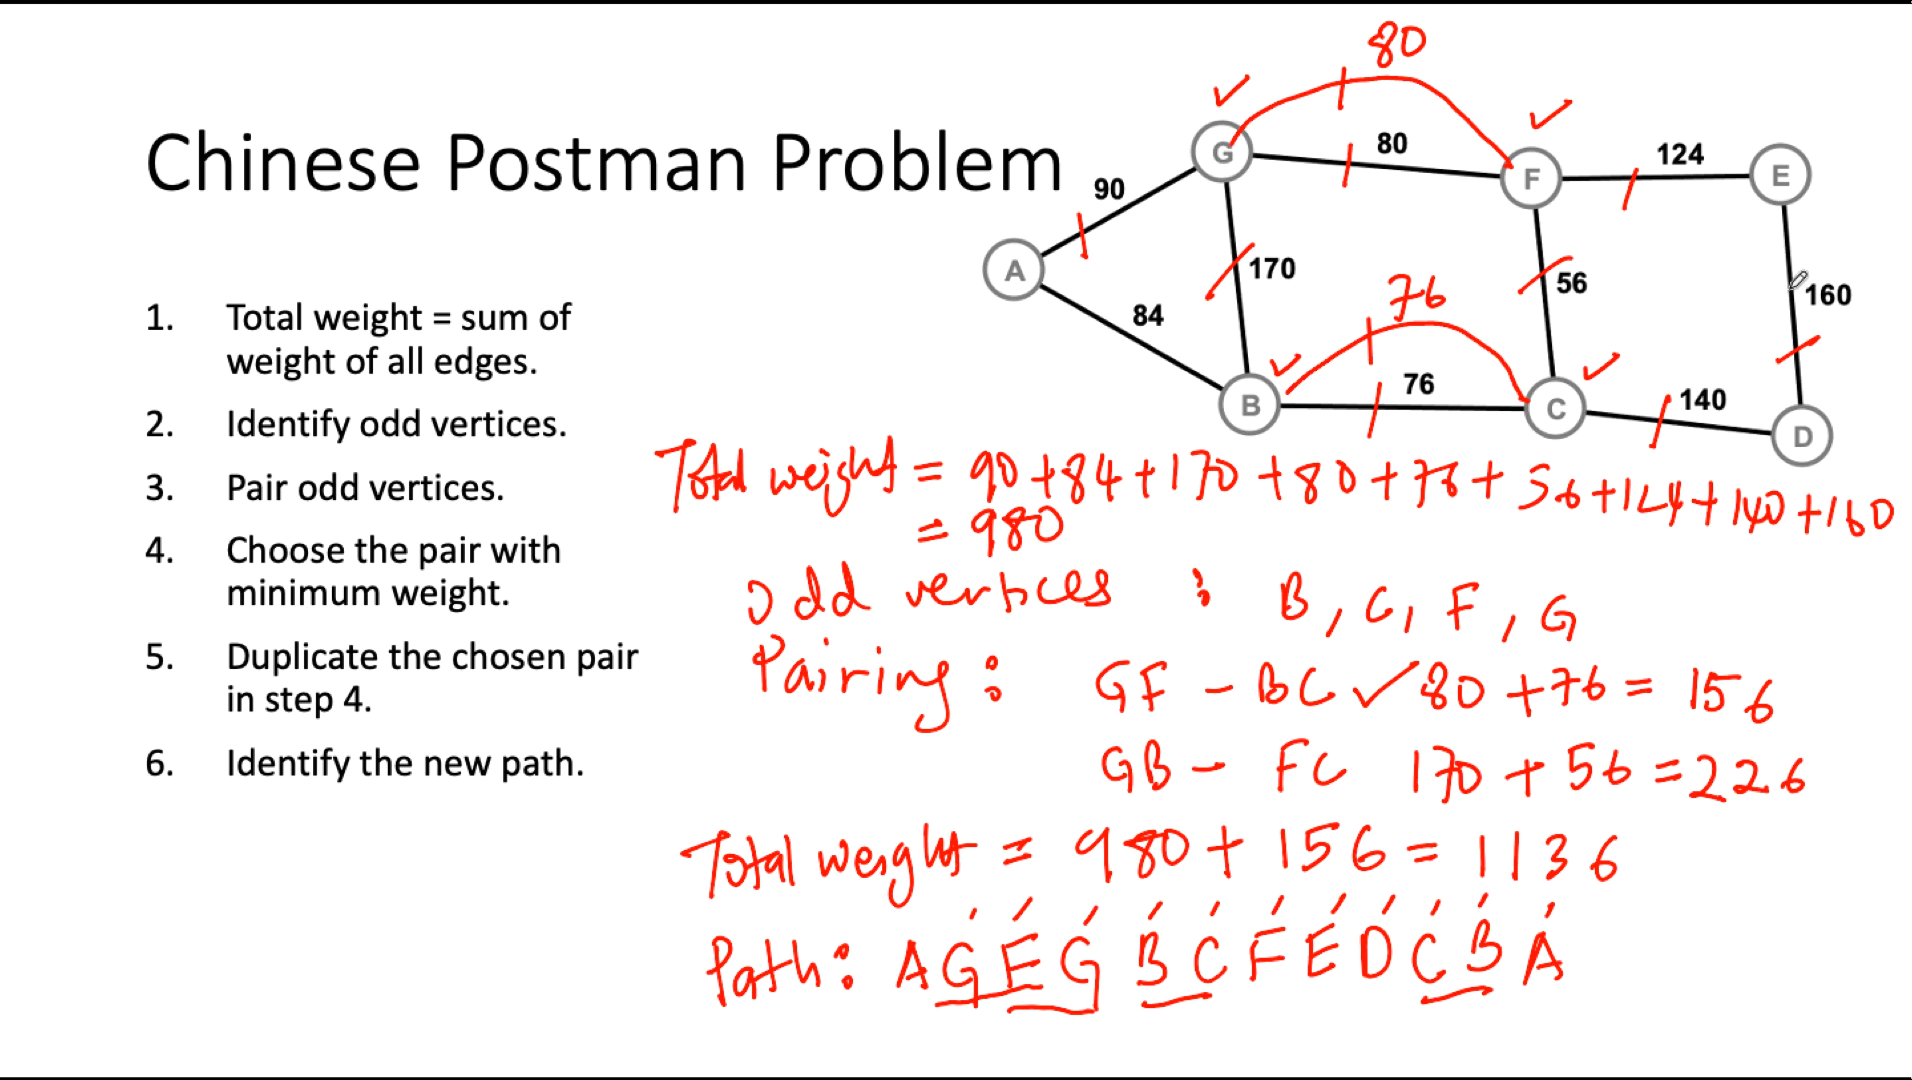 Chinese Postman Problem
1. Total weight = sum of
weight of all edges.
2. Identify odd vertices.
3. Pair odd vertices.
4. Choose the pair with
minimum weight.
5. Duplicate the chosen pair
in step 4.
6. Identify the new path.
80
G
80
F
124
E
90
A
170
56
160
84
76
B
76
C
140
D
Total weight = 90+84+170+80+76+56+124+140+160
= 980
Odd vertices : B, C, F, G
Pairing : GF - BC ✓ 80+76 = 156
GB - FC 170 + 56 = 226
Total weight = 980 + 156 = 1136
Path: A G F G B C F E D C B A